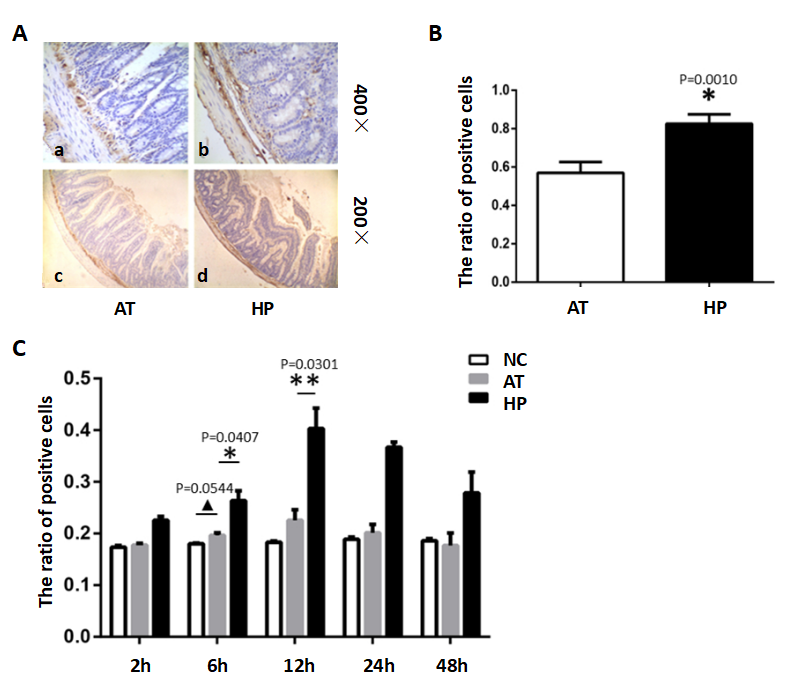 A
a
b
400 ×
c
d
200 ×
AT
HP
B
P=0.0010
*
The ratio of positive cells
1.0
0.8
0.6
0.4
0.2
0.0
AT
HP
C
NC
AT
HP
The ratio of positive cells
0.5
0.4
0.3
0.2
0.1
0.0
P=0.0544
▲
P=0.0407
*
P=0.0301
**
2h
6h
12h
24h
48h